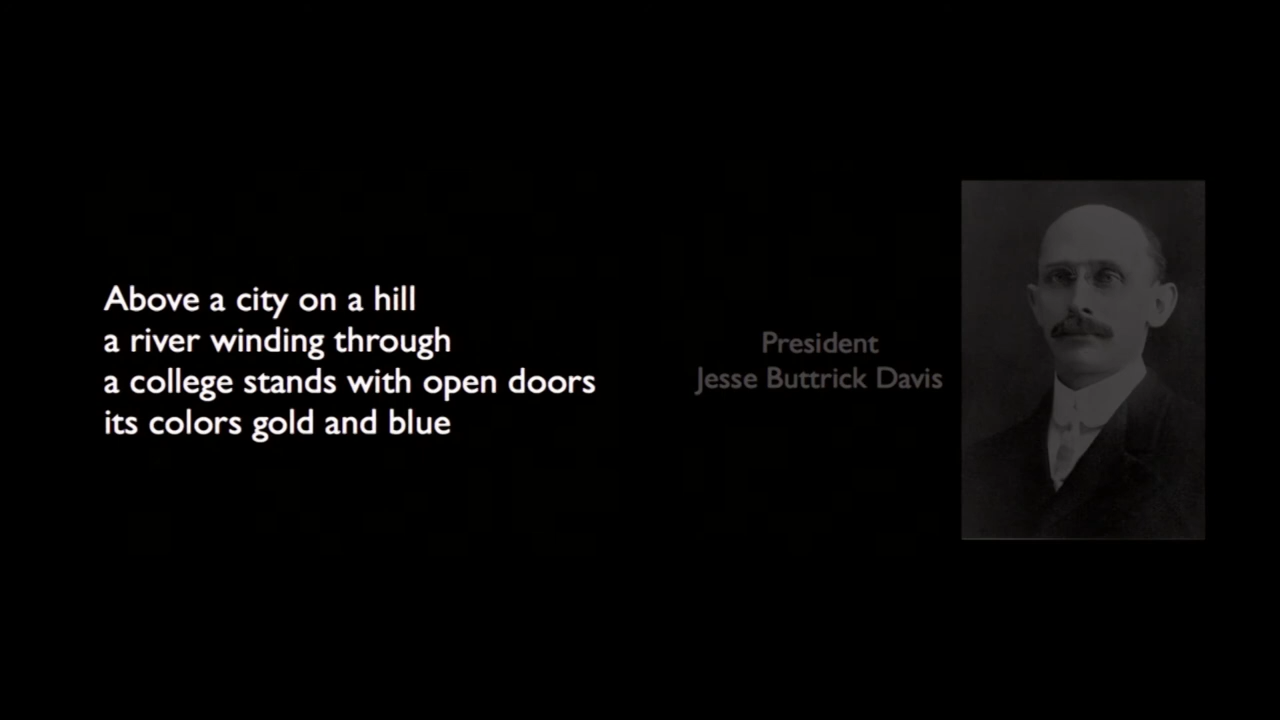 Above a city on a hill
a river winding through
a college stands with open doors
its colors gold and blue
President
Jesse Buttrick Davis